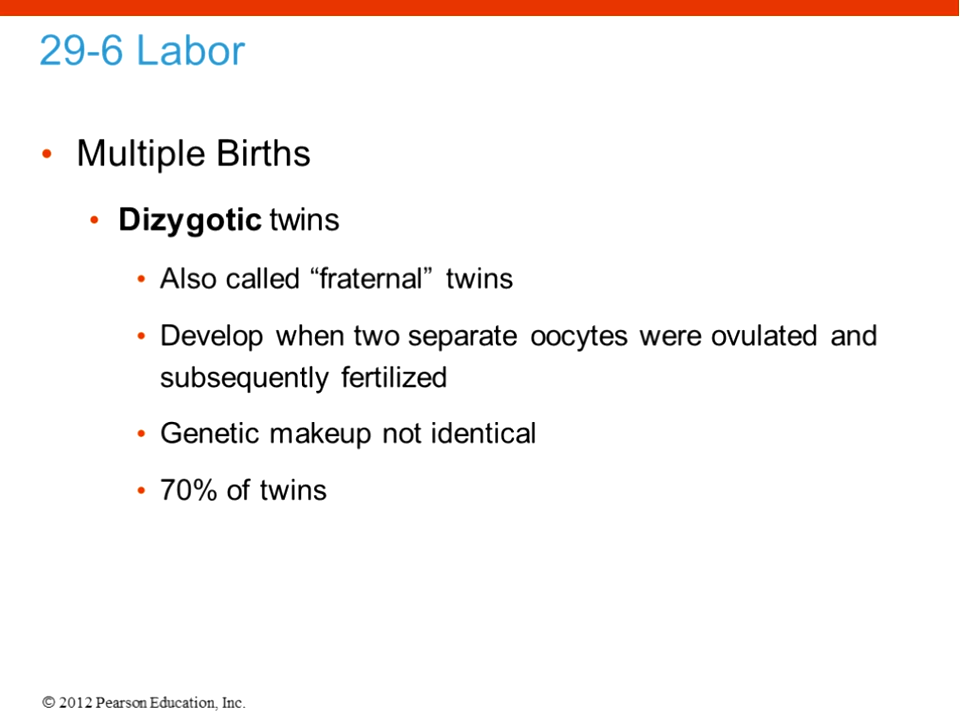 29-6 Labor
• Multiple Births
• Dizygotic twins
• Also called “fraternal” twins
• Develop when two separate oocytes were ovulated and
subsequently fertilized
• Genetic makeup not identical
• 70% of twins
© 2012 Pearson Education, Inc.